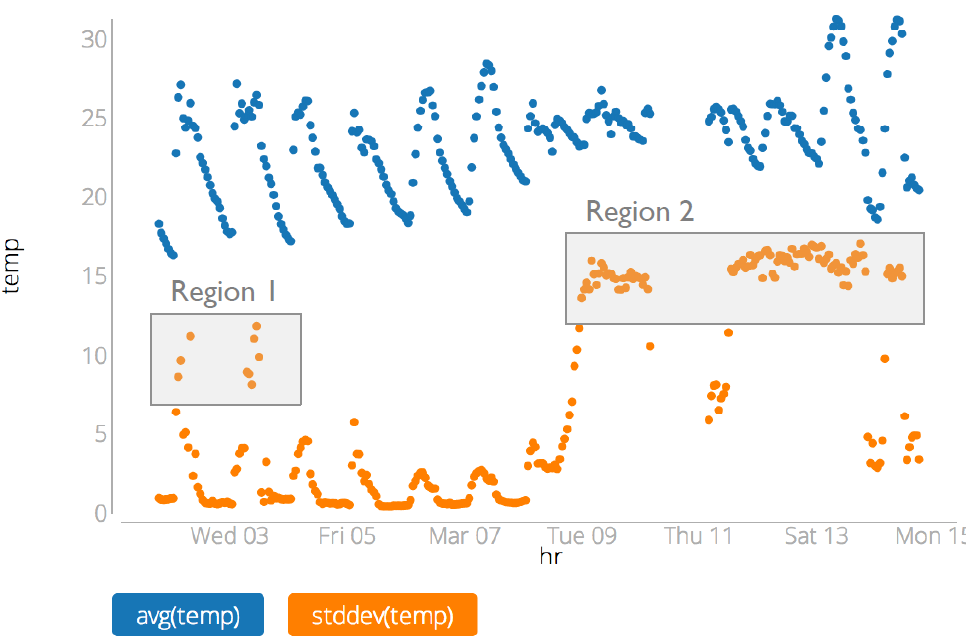 30
25
Region 2
20
temp
15
Region 1
10
5
0
Wed 03 Fri 05 Mar 07 Tue 09 Thu 11 Sat 13 Mon 15
hr
avg(temp) stddev(temp)